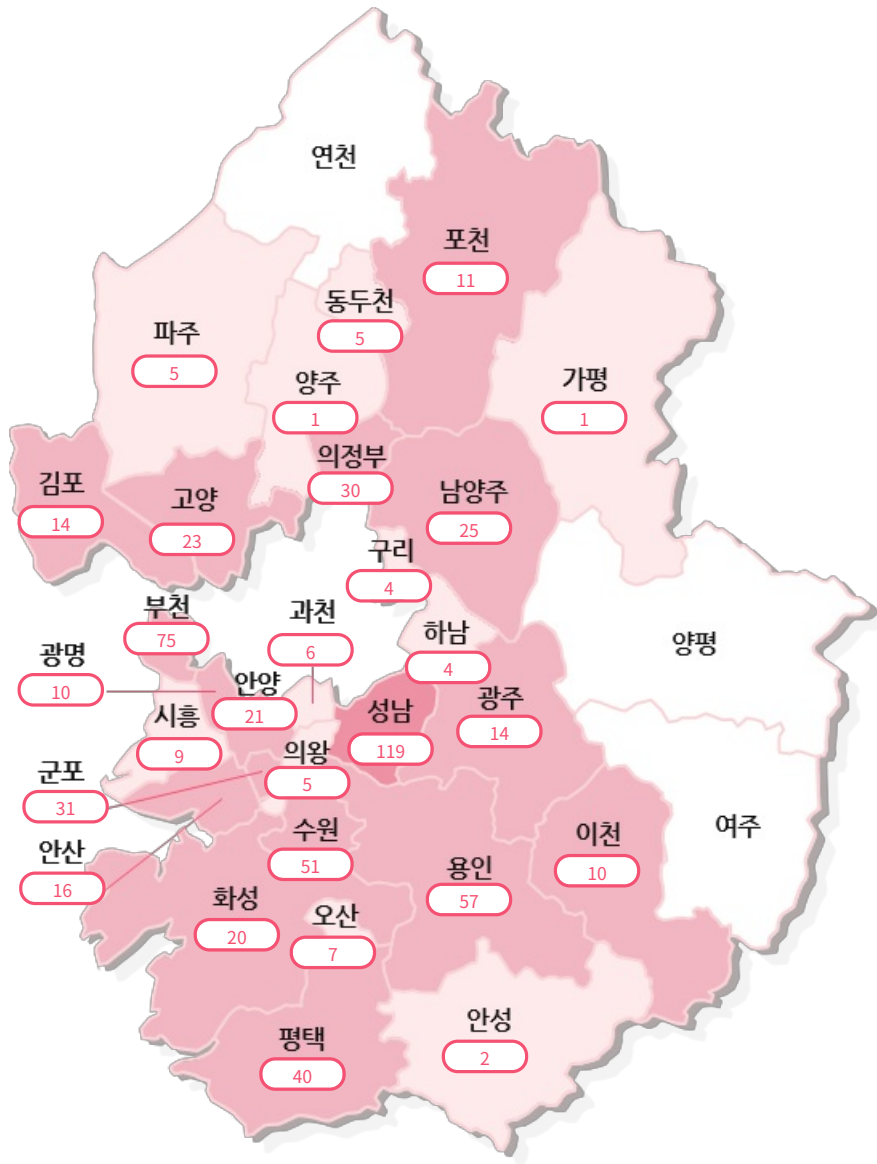 연천
포천
11
동두천
5
파주
5
양주
1
가평
1
의정부
30
김포
14
고양
23
남양주
25
구리
4
부천
75
과천
6
하남
4
양평
광명
10
안양
21
시흥
9
성남
119
광주
14
의왕
5
군포
31
수원
51
이천
10
여주
안산
16
화성
20
용인
57
오산
7
안성
2
평택
40